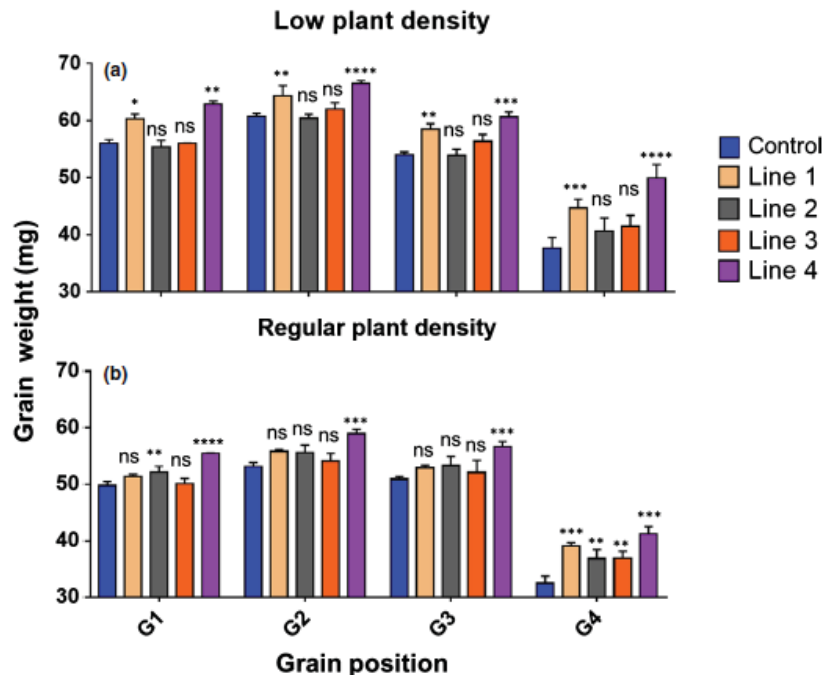 Low plant density
(a)
70
60
50
40
30
* ns ns **
** ns ns ****
** ns ns ***
*** ns ns ****
Control
Line 1
Line 2
Line 3
Line 4
Grain weight (mg)
Regular plant density
(b)
70
60
50
40
30
ns ** ns ****
ns ns ns ***
ns ns ns ***
*** ** ** ***
G1 G2 G3 G4
Grain position